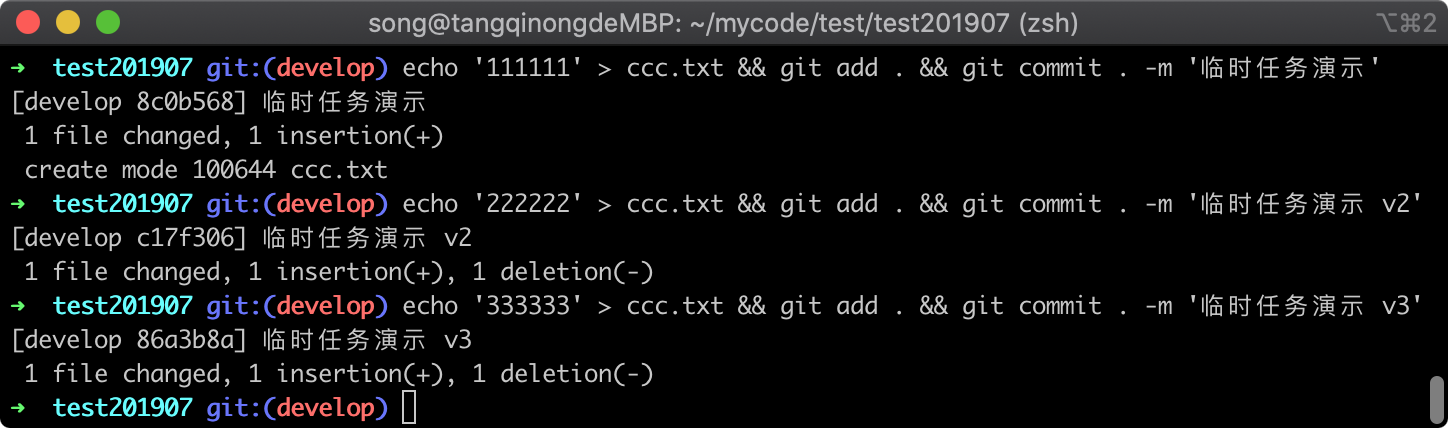 song@tangqinongdeMBP: ~/mycode/test/test201907 (zsh) ⌥⌘2
➜ test201907 git:(develop) echo '111111' > ccc.txt && git add . && git commit . -m '临时任务演示'
[develop 8c0b568] 临时任务演示
1 file changed, 1 insertion(+)
create mode 100644 ccc.txt
➜ test201907 git:(develop) echo '222222' > ccc.txt && git add . && git commit . -m '临时任务演示 v2'
[develop c17f306] 临时任务演示 v2
1 file changed, 1 insertion(+), 1 deletion(-)
➜ test201907 git:(develop) echo '333333' > ccc.txt && git add . && git commit . -m '临时任务演示 v3'
[develop 86a3b8a] 临时任务演示 v3
1 file changed, 1 insertion(+), 1 deletion(-)
➜ test201907 git:(develop)